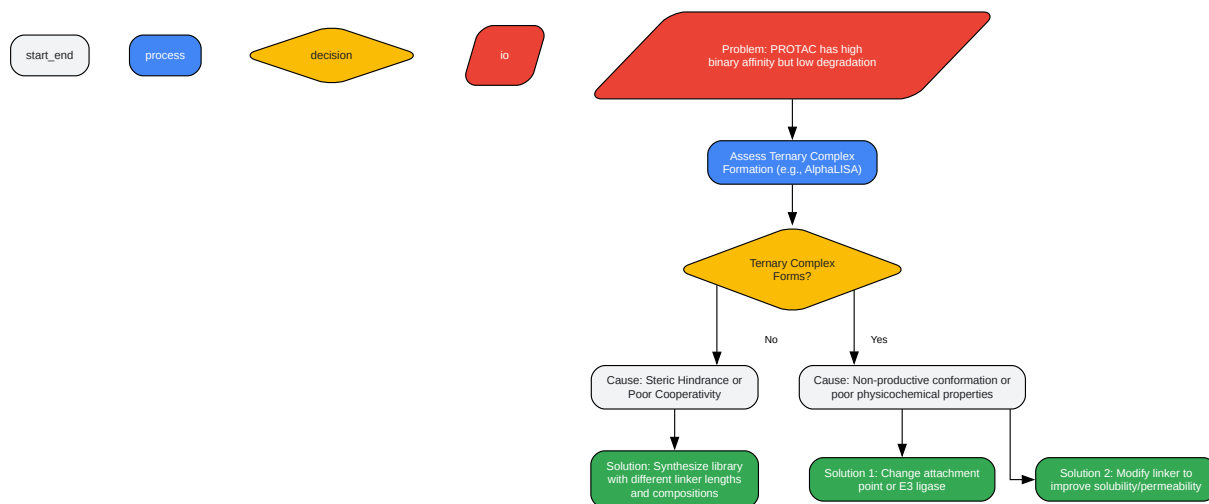 start_end
process
decision
io
Problem: PROTAC has high
binary affinity but low degradation
Assess Ternary Complex
Formation (e.g., AlphaLISA)
Ternary Complex
Forms?
No
Yes
Cause: Steric Hindrance or
Poor Cooperativity
Cause: Non-productive conformation or
poor physicochemical properties
Solution: Synthesize library
with different linker lengths
and compositions
Solution 1: Change attachment
point or E3 ligase
Solution 2: Modify linker to
improve solubility/permeability